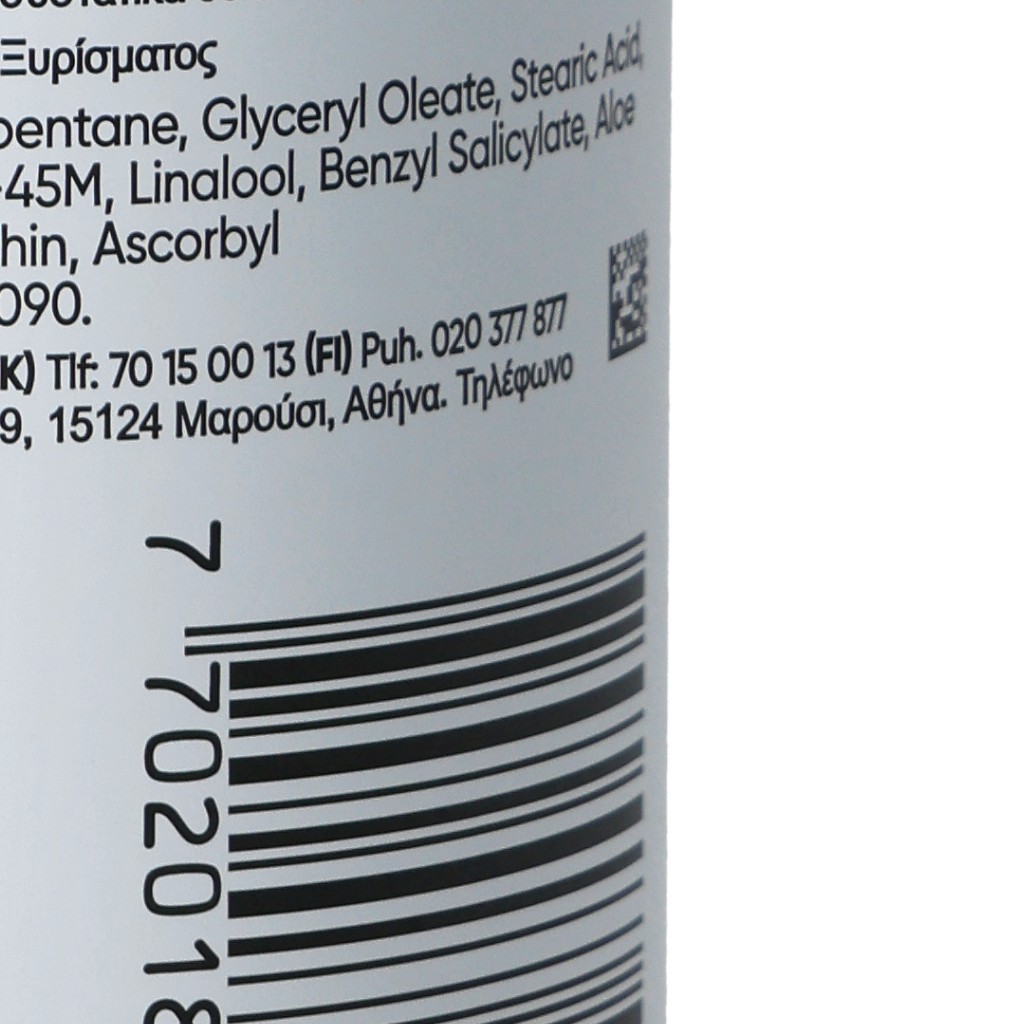 Ξυρίσματος
pentane, Glyceryl Oleate, Stearic Acid,
-45M, Linalool, Benzyl Salicylate, Aloe
hin, Ascorbyl
090.
K) Tlf: 70 15 00 13 (FI) Puh. 020 377 877
9, 15124 Μαρούσι, Αθήνα. Τηλέφωνο
7 702018